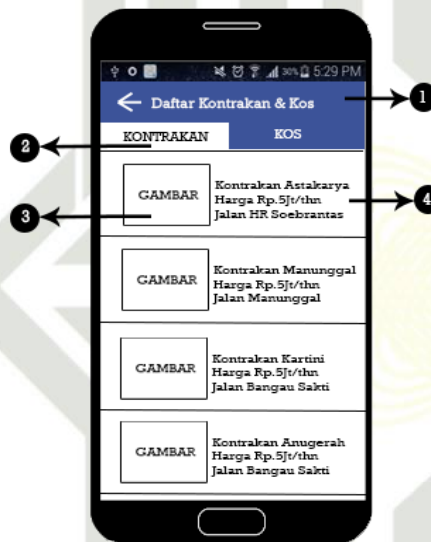 30% 5:29 PM
Daftar Kontrakan & Kos
1
KONTRAKAN
KOS
2
GAMBAR
Kontrakan Astakarya
Harga Rp.5Jt/thn
Jalan HR Soebrantas
3
4
GAMBAR
Kontrakan Manunggal
Harga Rp.5Jt/thn
Jalan Manunggal
GAMBAR
Kontrakan Kartini
Harga Rp.5Jt/thn
Jalan Bangau Sakti
GAMBAR
Kontrakan Anugerah
Harga Rp.5Jt/thn
Jalan Bangau Sakti